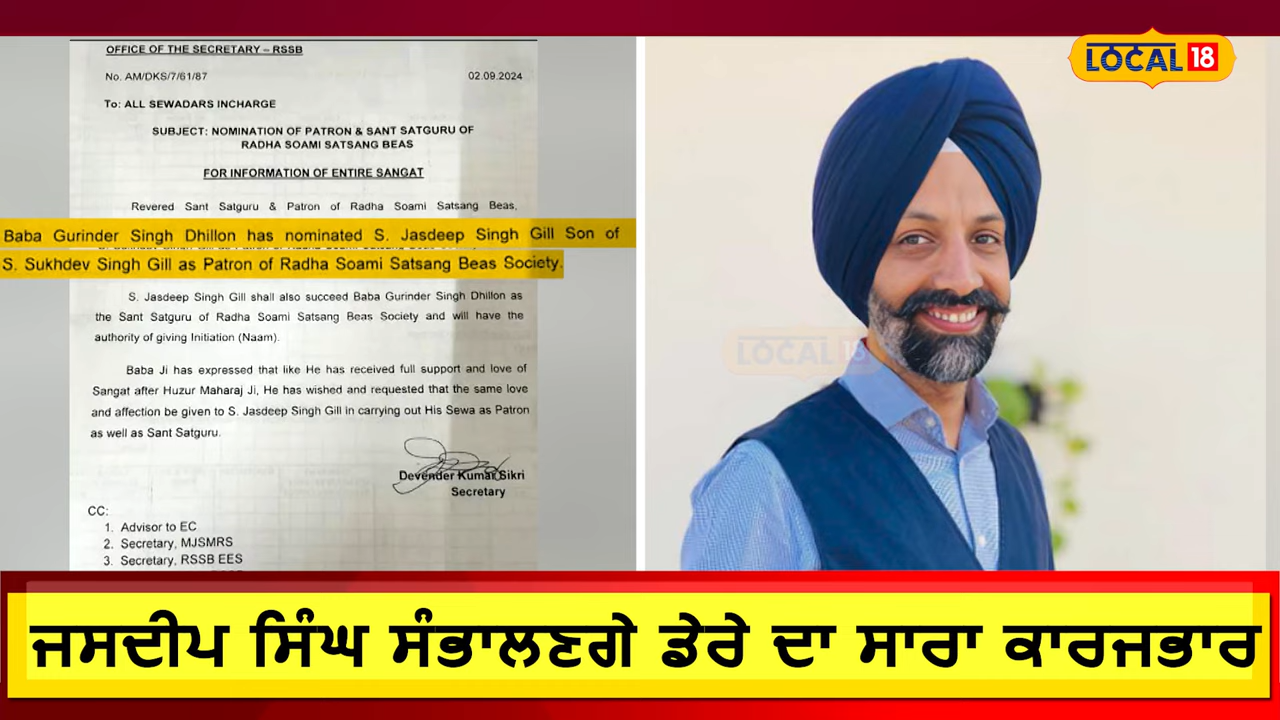 OFFICE OF THE SECRETARY – RSSB
No. AM/DKS/7/61/87 02.09.2024
To: ALL SEWADARS INCHARGE
SUBJECT: NOMINATION OF PATRON & SANT SATGURU OF
RADHA SOAMI SATSANG BEAS
FOR INFORMATION OF ENTIRE SANGAT
Revered Sant Satguru & Patron of Radha Soami Satsang Beas,
Baba Gurinder Singh Dhillon has nominated S. Jasdeep Singh Gill Son of
S. Sukhdev Singh Gill as Patron of Radha Soami Satsang Beas Society.
S. Jasdeep Singh Gill shall also succeed Baba Gurinder Singh Dhillon as
the Sant Satguru of Radha Soami Satsang Beas Society and will have the
authority of giving Initiation (Naam).
Baba Ji has expressed that like He has received full support and love of
Sangat after Huzur Maharaj Ji, He has wished and requested that the same love
and affection be given to S. Jasdeep Singh Gill in carrying out His Sewa as Patron
as well as Sant Satguru.
Devender Kumar Sikri
Secretary
CC:
1. Advisor to EC
2. Secretary, MJSMRS
3. Secretary, RSSB EES
LOCAL 18
LOCAL 18
ਜਸਦੀਪ ਸਿੰਘ ਸੰਭਾਲਣਗੇ ਡੇਰੇ ਦਾ ਸਾਰਾ ਕਾਰਜਭਾਰ